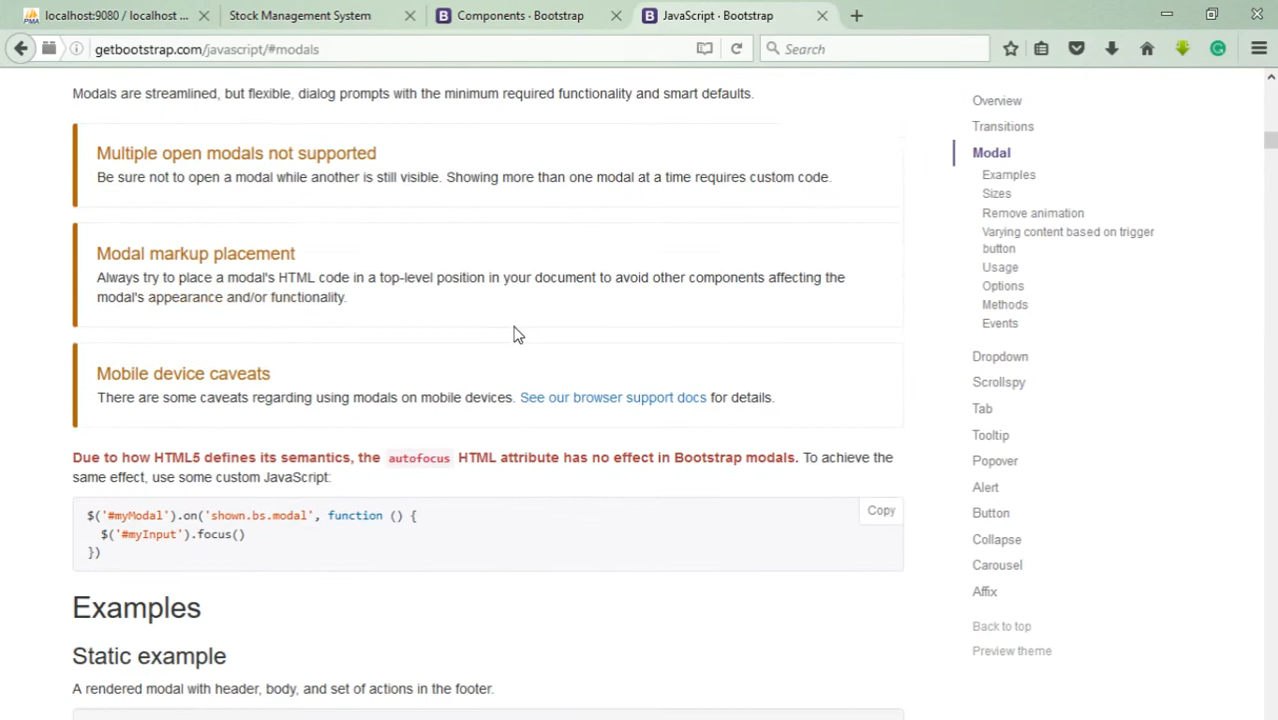 localhost:9080 / localhost ...
Stock Management System
Components · Bootstrap
JavaScript · Bootstrap
getbootstrap.com/javascript/#modals
Search
Modals are streamlined, but flexible, dialog prompts with the minimum required functionality and smart defaults.
Multiple open modals not supported
Be sure not to open a modal while another is still visible. Showing more than one modal at a time requires custom code.
Modal markup placement
Always try to place a modal's HTML code in a top-level position in your document to avoid other components affecting the
modal's appearance and/or functionality.
Mobile device caveats
There are some caveats regarding using modals on mobile devices. See our browser support docs for details.
Due to how HTML5 defines its semantics, the autofocus HTML attribute has no effect in Bootstrap modals. To achieve the
same effect, use some custom JavaScript:
Copy
$('#myModal').on('shown.bs.modal', function () {
$('#myInput').focus()
})
Examples
Static example
A rendered modal with header, body, and set of actions in the footer.
Overview
Transitions
Modal
Examples
Sizes
Remove animation
Varying content based on trigger
button
Usage
Options
Methods
Events
Dropdown
Scrollspy
Tab
Tooltip
Popover
Alert
Button
Collapse
Carousel
Affix
Back to top
Preview theme